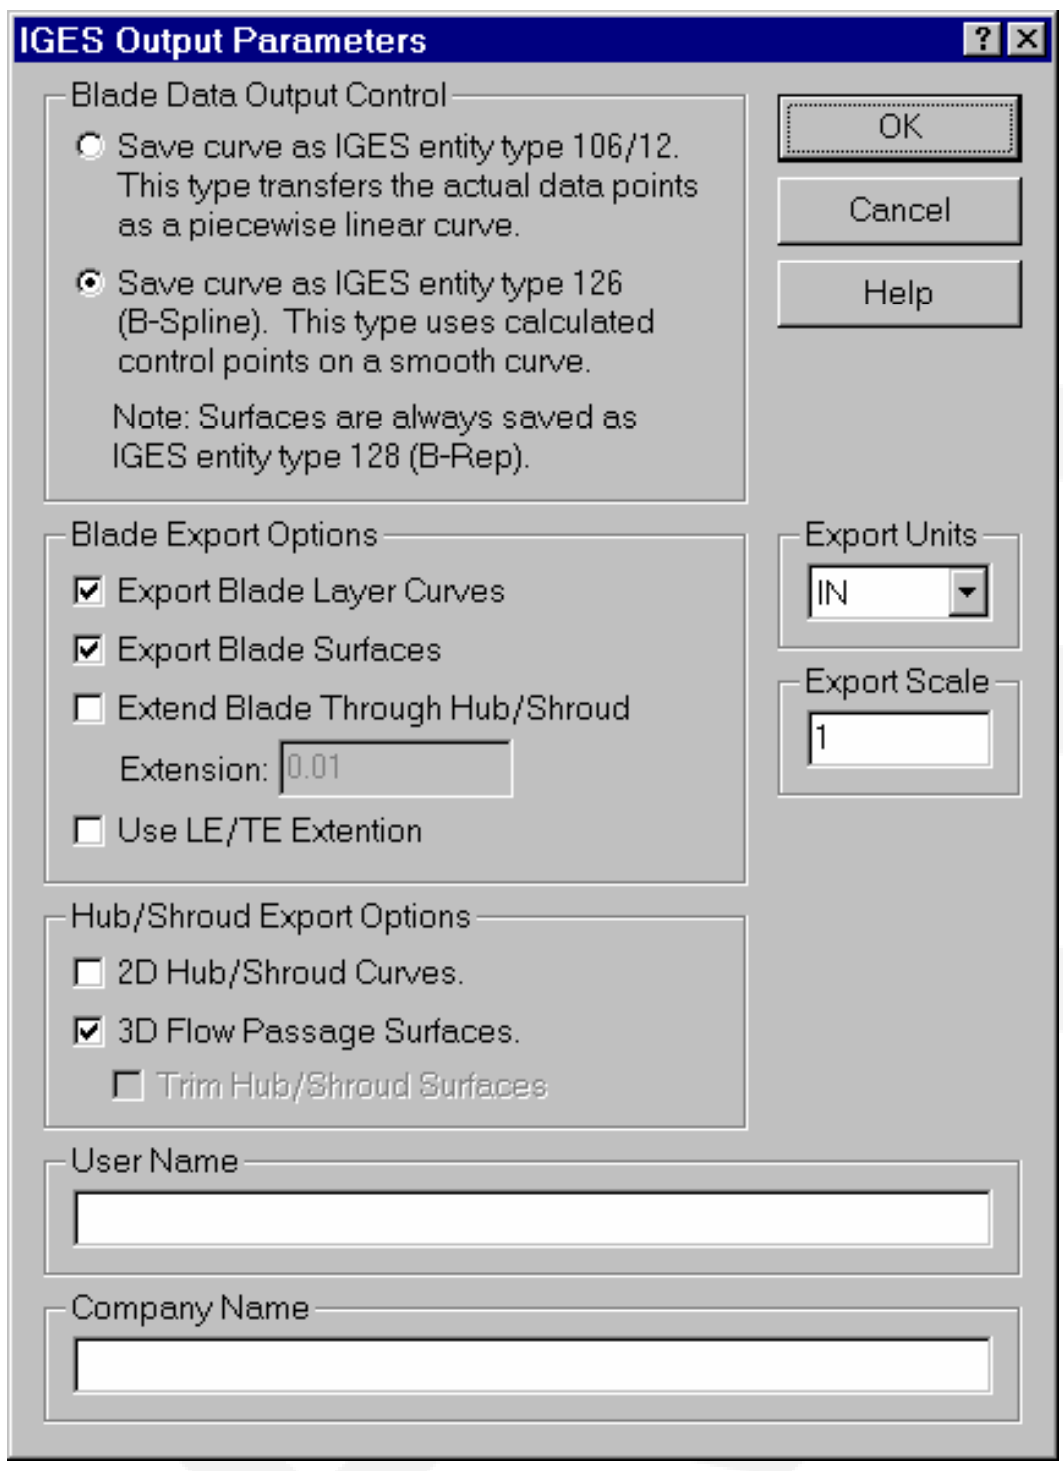 IGES Output Parameters
Blade Data Output Control
Save curve as IGES entity type 106/12.
This type transfers the actual data points
as a piecewise linear curve.
Save curve as IGES entity type 126
(B-Spline). This type uses calculated
control points on a smooth curve.
Note: Surfaces are always saved as
IGES entity type 128 (B-Rep).
OK
Cancel
Help
Blade Export Options
Export Blade Layer Curves
Export Blade Surfaces
Extend Blade Through Hub/Shroud
Extension: 0.01
Use LE/TE Extention
Export Units
IN
Export Scale
1
Hub/Shroud Export Options
2D Hub/Shroud Curves.
3D Flow Passage Surfaces.
Trim Hub/Shroud Surfaces
User Name
Company Name